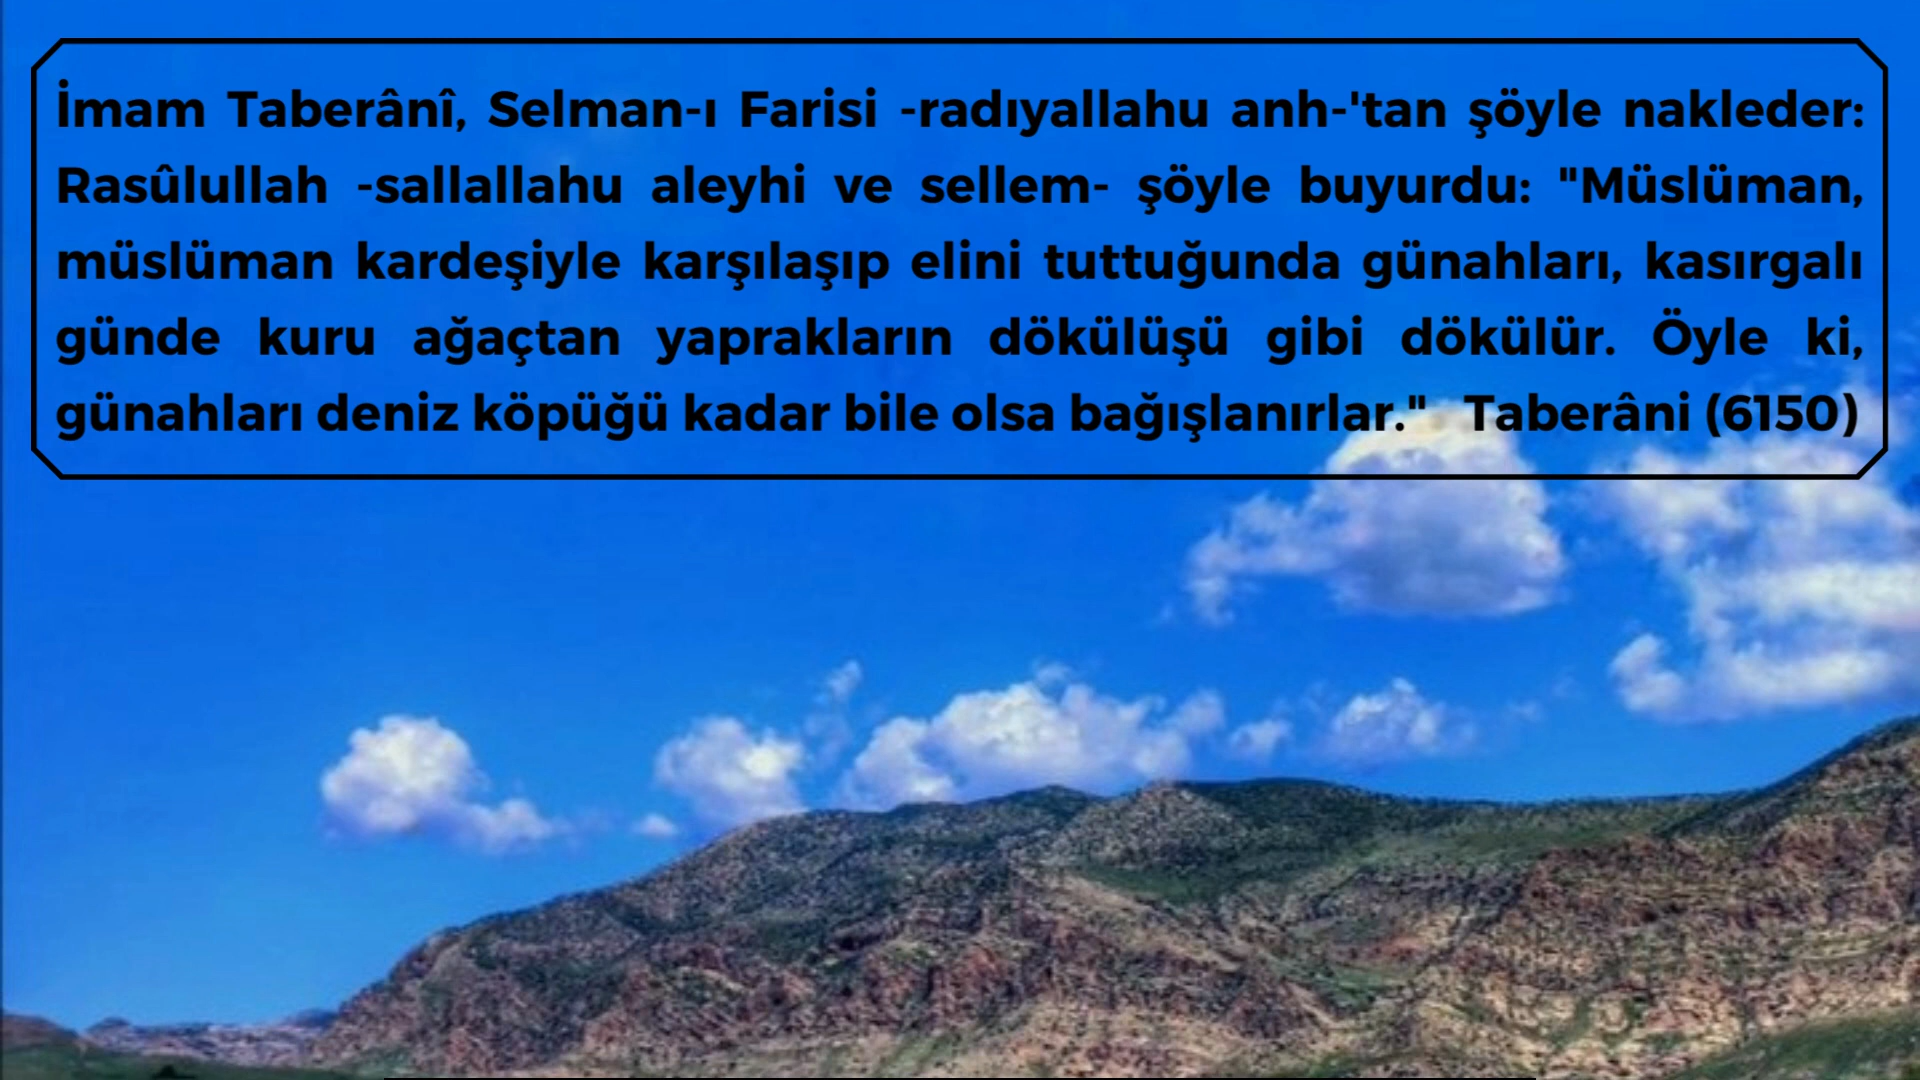 İmam Taberânî, Selman-ı Farisi -radıyallahu anh-'tan şöyle nakleder:
Rasûlullah -sallallahu aleyhi ve sellem- şöyle buyurdu: "Müslüman,
müslüman kardeşiyle karşılaşıp elini tuttuğunda günahları, kasırgalı
günde kuru ağaçtan yaprakların dökülüşü gibi dökülür. Öyle ki,
günahları deniz köpüğü kadar bile olsa bağışlanırlar." Taberâni (6150)